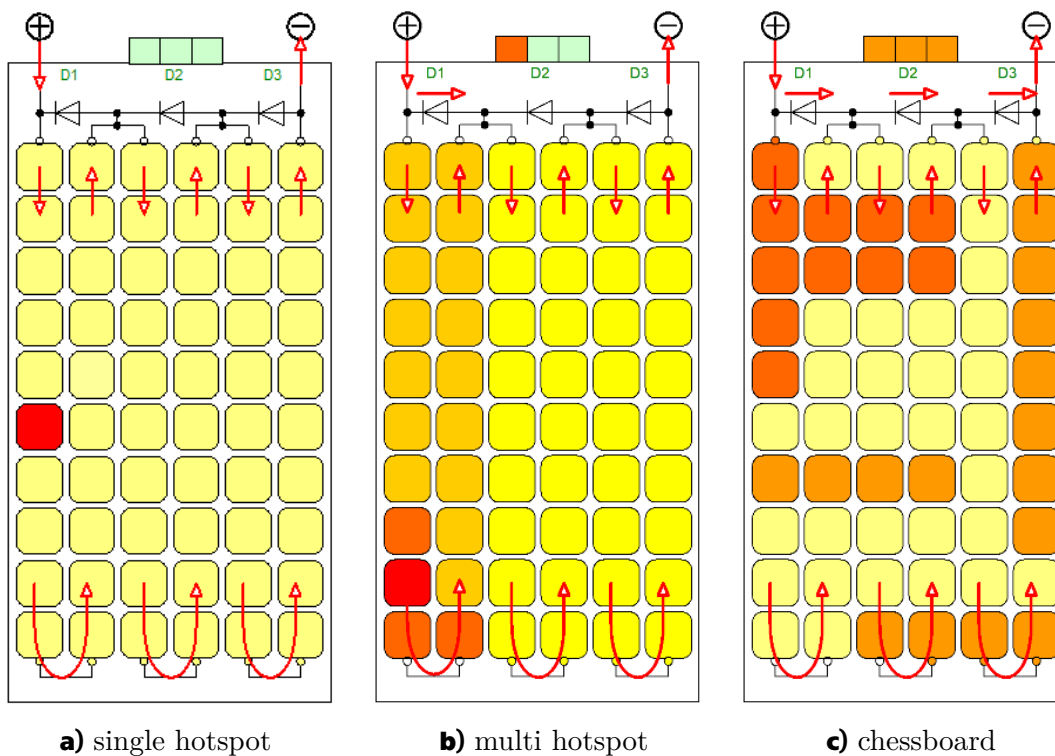 + − + − + −
D1 D2 D3 D1 D2 D3 D1 D2 D3
a) single hotspot b) multi hotspot c) chessboard